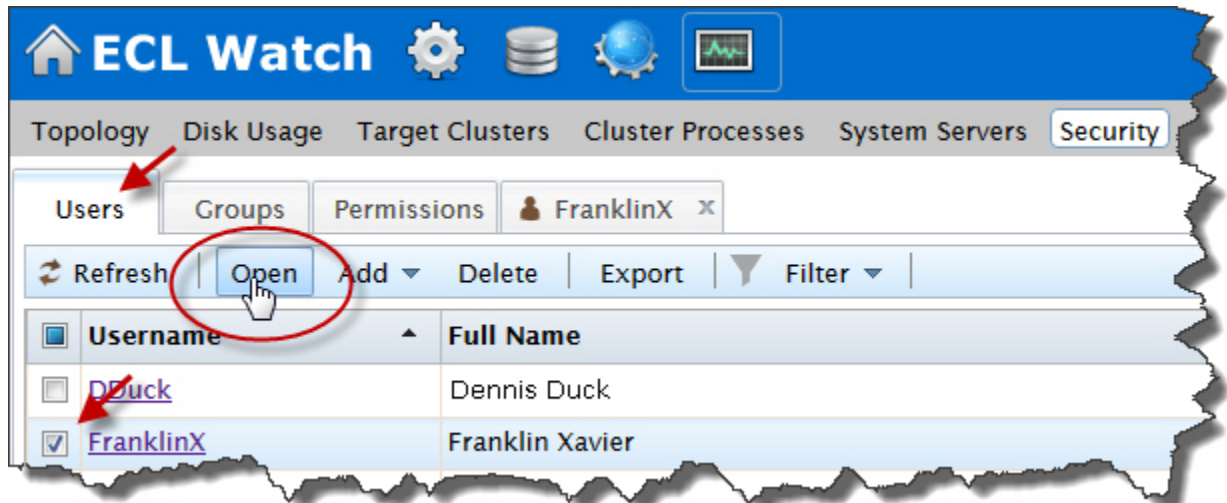 ECL Watch
Topology Disk Usage Target Clusters Cluster Processes System Servers Security
Users Groups Permissions FranklinX x
Refresh Open Add Delete Export Filter
Username Full Name
DDuck Dennis Duck
FranklinX Franklin Xavier